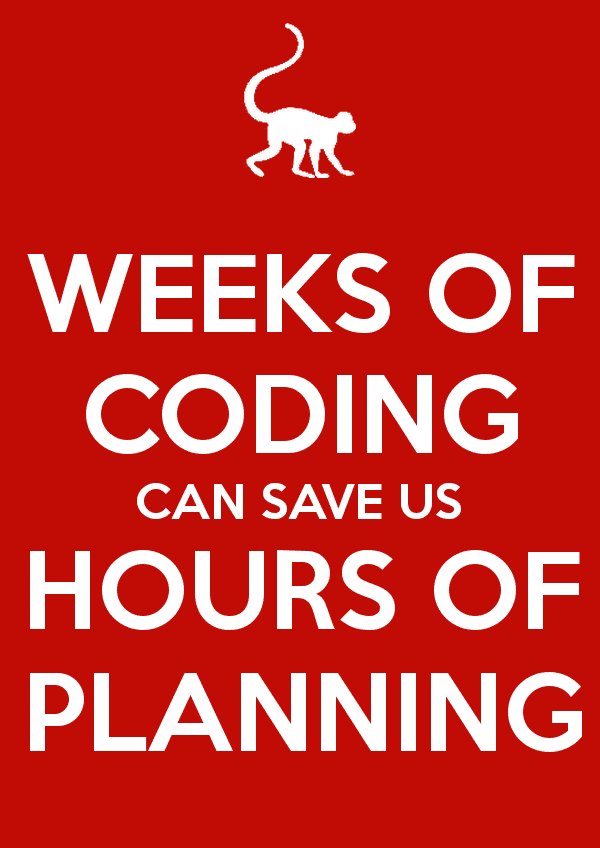 WEEKS OF
CODING
CAN SAVE US
HOURS OF
PLANNING